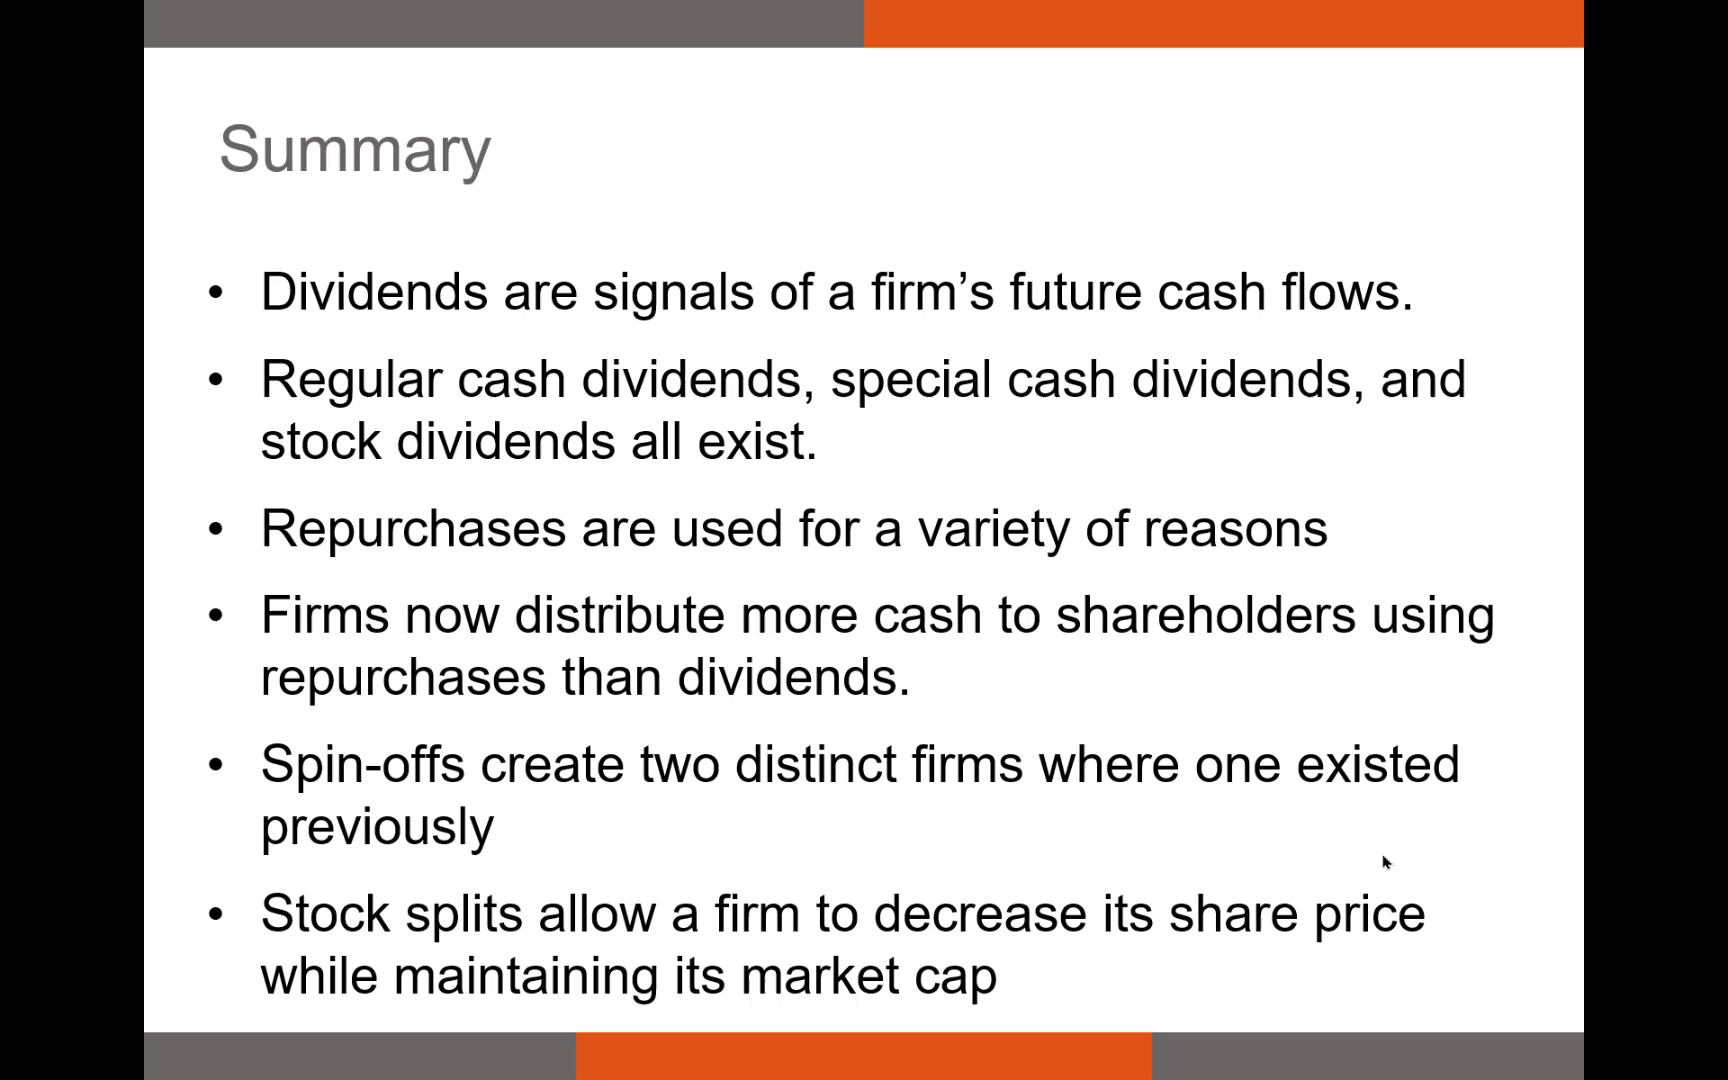 Summary
• Dividends are signals of a firm’s future cash flows.
• Regular cash dividends, special cash dividends, and
stock dividends all exist.
• Repurchases are used for a variety of reasons
• Firms now distribute more cash to shareholders using
repurchases than dividends.
• Spin-offs create two distinct firms where one existed
previously
• Stock splits allow a firm to decrease its share price
while maintaining its market cap